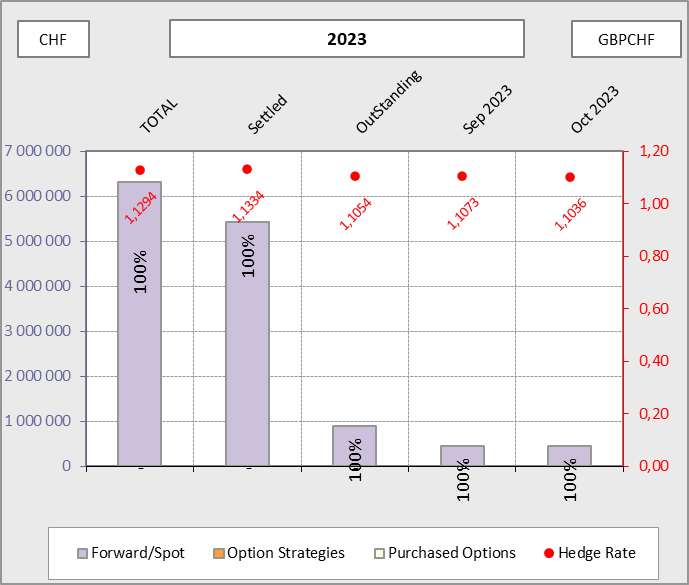 CHF
2023
GBPCHF
TOTAL
Settled
OutStanding
Sep 2023
Oct 2023
7 000 000
6 000 000
5 000 000
4 000 000
3 000 000
2 000 000
1 000 000
0
1,20
1,00
0,80
0,60
0,40
0,20
0,00
1,1294
1,1334
1,1054
1,1073
1,1036
100%
100%
100%
100%
100%
-
-
Forward/Spot
Option Strategies
Purchased Options
Hedge Rate